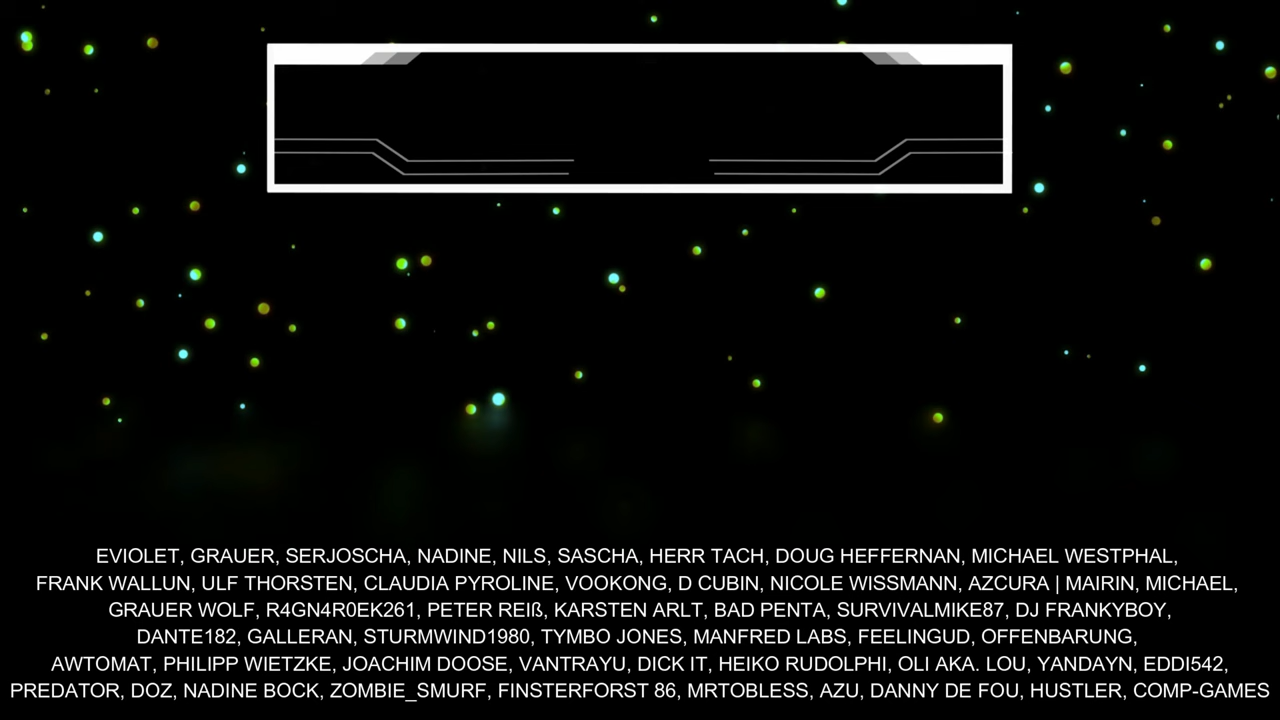 EVIOLET, GRAUER, SERJOSCHA, NADINE, NILS, SASCHA, HERR TACH, DOUG HEFFERNAN, MICHAEL WESTPHAL,
FRANK WALLUN, ULF THORSTEN, CLAUDIA PYROLINE, VOOKONG, D CUBIN, NICOLE WISSMANN, AZCURA | MAIRIN, MICHAEL,
GRAUER WOLF, R4GN4R0EK261, PETER REIß, KARSTEN ARLT, BAD PENTA, SURVIVALMIKE87, DJ FRANKYBOY,
DANTE182, GALLERAN, STURMWIND1980, TYMBO JONES, MANFRED LABS, FEELINGUD, OFFENBARUNG,
AWTOMAT, PHILIPP WIETZKE, JOACHIM DOOSE, VANTRAYU, DICK IT, HEIKO RUDOLPHI, OLI AKA. LOU, YANDAYN, EDDI542,
PREDATOR, DOZ, NADINE BOCK, ZOMBIE_SMURF, FINSTERFORST 86, MRTOBLESS, AZU, DANNY DE FOU, HUSTLER, COMP-GAMES